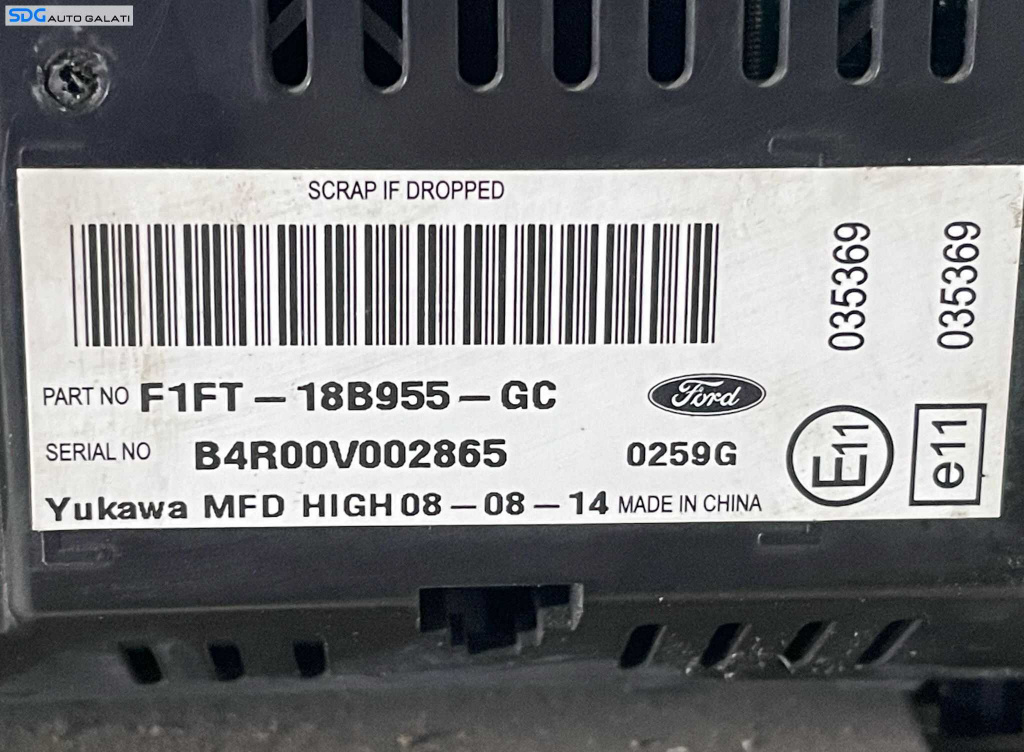 SDG AUTO GALATI
SCRAP IF DROPPED
035369
035369
PART NO F1FT-18B955-GC Ford
SERIAL NO B4R00V002865 0259G
E11
e11
Yukawa MFD HIGH 08-08-14 MADE IN CHINA